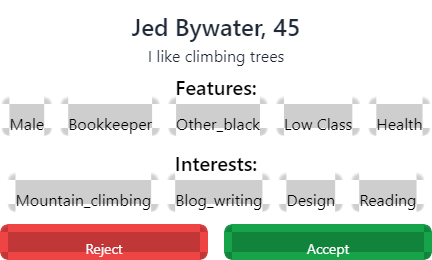 Jed Bywater, 45
I like climbing trees
Features:
Male Bookkeeper Other_black Low Class Health
Interests:
Mountain_climbing Blog_writing Design Reading
Reject Accept